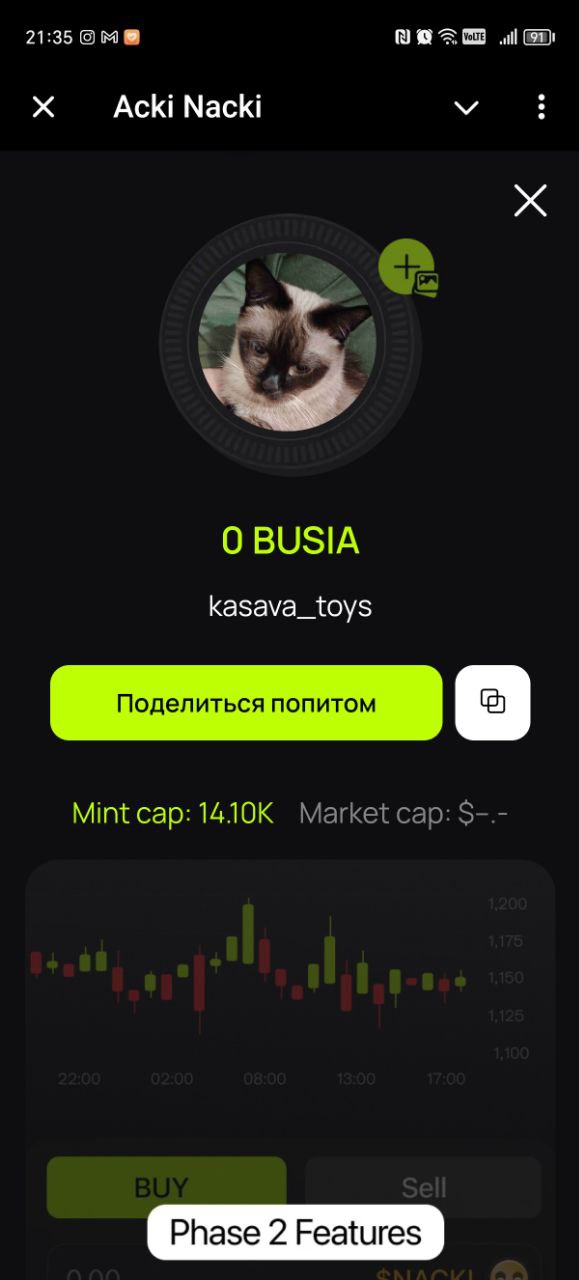 21:35
VoLTE
91
Acki Nacki
0 BUSIA
kasava_toys
Поделиться попитом
Mint cap: 14.10K Market cap: $–.-
1,200
1,175
1,150
1,125
1,100
22:00 02:00 08:00 13:00 17:00
BUY Sell
Phase 2 Features
0.00 $NACKL